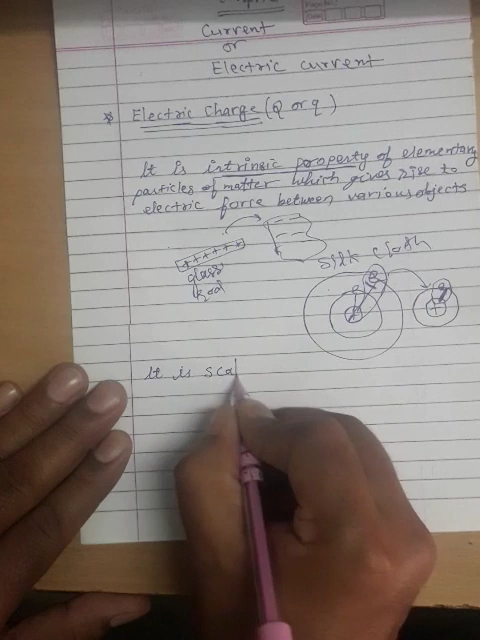 Current
or
Electric current
* Electric Charge (Q or q)
It is intrinsic property of elementary
particles of matter which gives rise to
electric force between various objects
+ + + + +
glass
Rod
silk cloth
It is sca